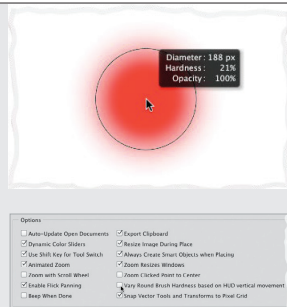 Diameter: 188 px
Hardness: 21%
Opacity: 100%
Options
Auto-Update Open Documents
Export Clipboard
Dynamic Color Sliders
Resize Image During Place
Use Shift Key for Tool Switch
Always Create Smart Objects when Placing
Animated Zoom
Zoom Resizes Windows
Zoom with Scroll Wheel
Zoom Clicked Point to Center
Enable Flick Panning
Vary Round Brush Hardness based on HUD vertical movement
Beep When Done
Snap Vector Tools and Transforms to Pixel Grid